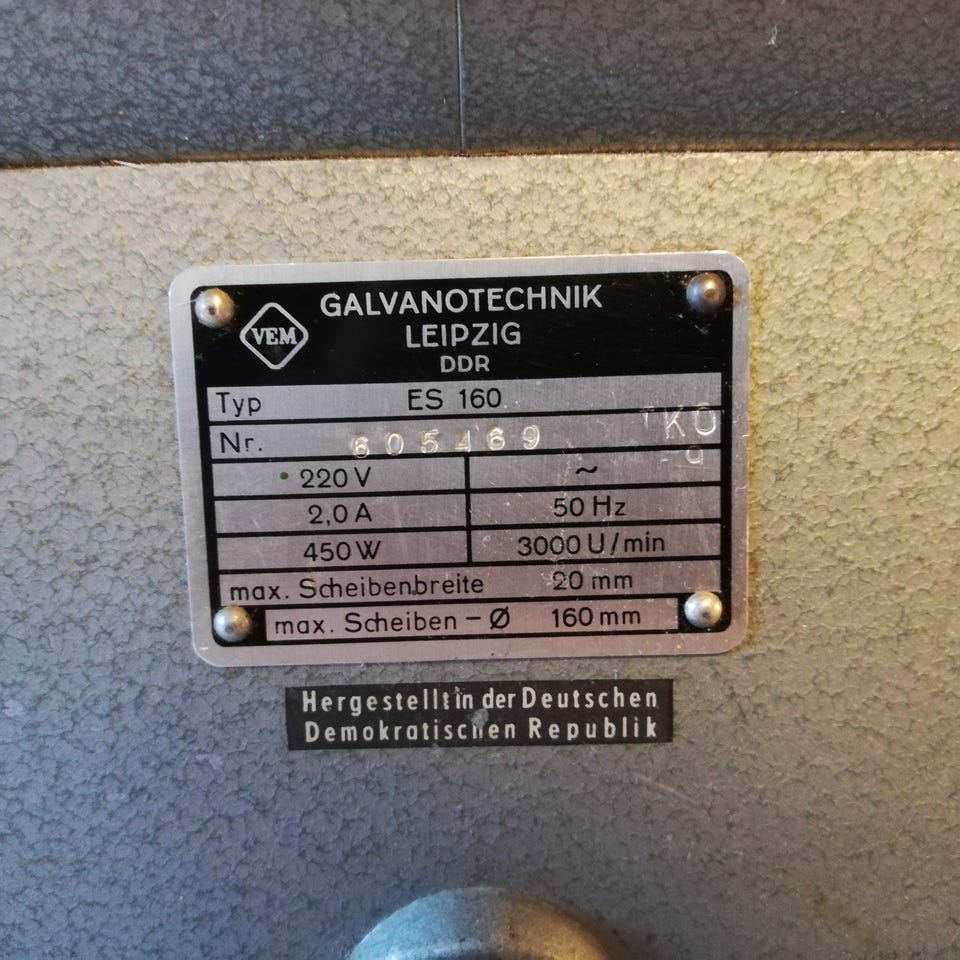 VEM
GALVANOTECHNIK
LEIPZIG
DDR
Typ ES 160
Nr. 605469 TKO
220 V ~
2,0 A 50 Hz
450 W 3000 U/min
max. Scheibenbreite 20 mm
max. Scheiben - Ø 160 mm
Hergestellt in der Deutschen
Demokratischen Republik